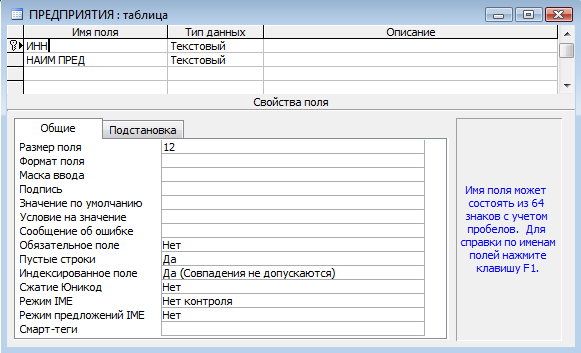 ПРЕДПРИЯТИЯ : таблица
Имя поля Тип данных Описание
ИНН Текстовый
НАИМ ПРЕД Текстовый
Свойства поля
Общие Подстановка
Размер поля 12
Формат поля
Маска ввода
Подпись
Значение по умолчанию
Условие на значение
Сообщение об ошибке
Обязательное поле Нет
Пустые строки Да
Индексированное поле Да (Совпадения не допускаются)
Сжатие Юникод Нет
Режим IME Нет контроля
Режим предложений IME Нет
Смарт-теги
Имя поля может
состоять из 64
знаков с учетом
пробелов. Для
справки по именам
полей нажмите
клавишу F1.